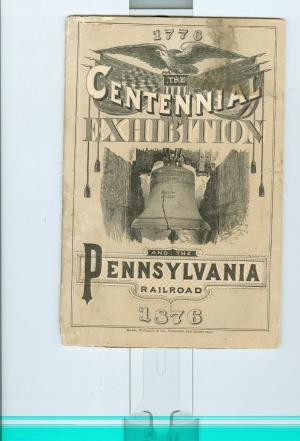 1776
THE
CENTENNIAL
EXHIBITION
AND THE
PENNSYLVANIA
RAILROAD
1876